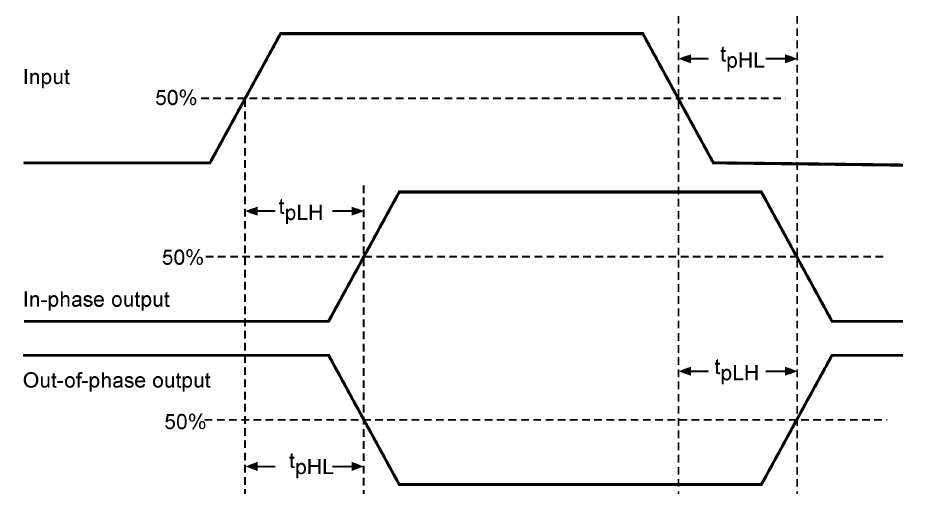 tpHL
Input
50%
tpLH
50%
In-phase output
Out-of-phase output
tpLH
50%
tpHL